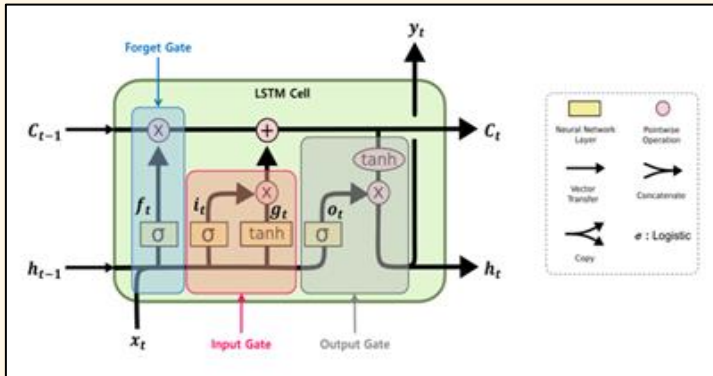 y_t
Forget Gate
LSTM Cell
C_{t-1}
X
+
C_t
tanh
f_t
i_t
X
g_t
o_t
X
σ
σ
tanh
σ
h_{t-1}
h_t
x_t
Input Gate
Output Gate
Neural Network
Layer
Pointwise
Operation
Vector
Transfer
Concatenate
Copy
σ : Logistic